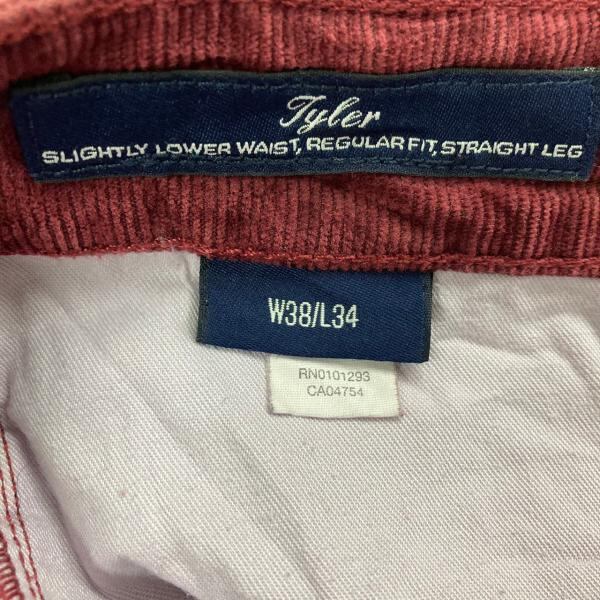 Tyler
SLIGHTLY LOWER WAIST, REGULAR FIT, STRAIGHT LEG
W38/L34
RN0101293
CA04754